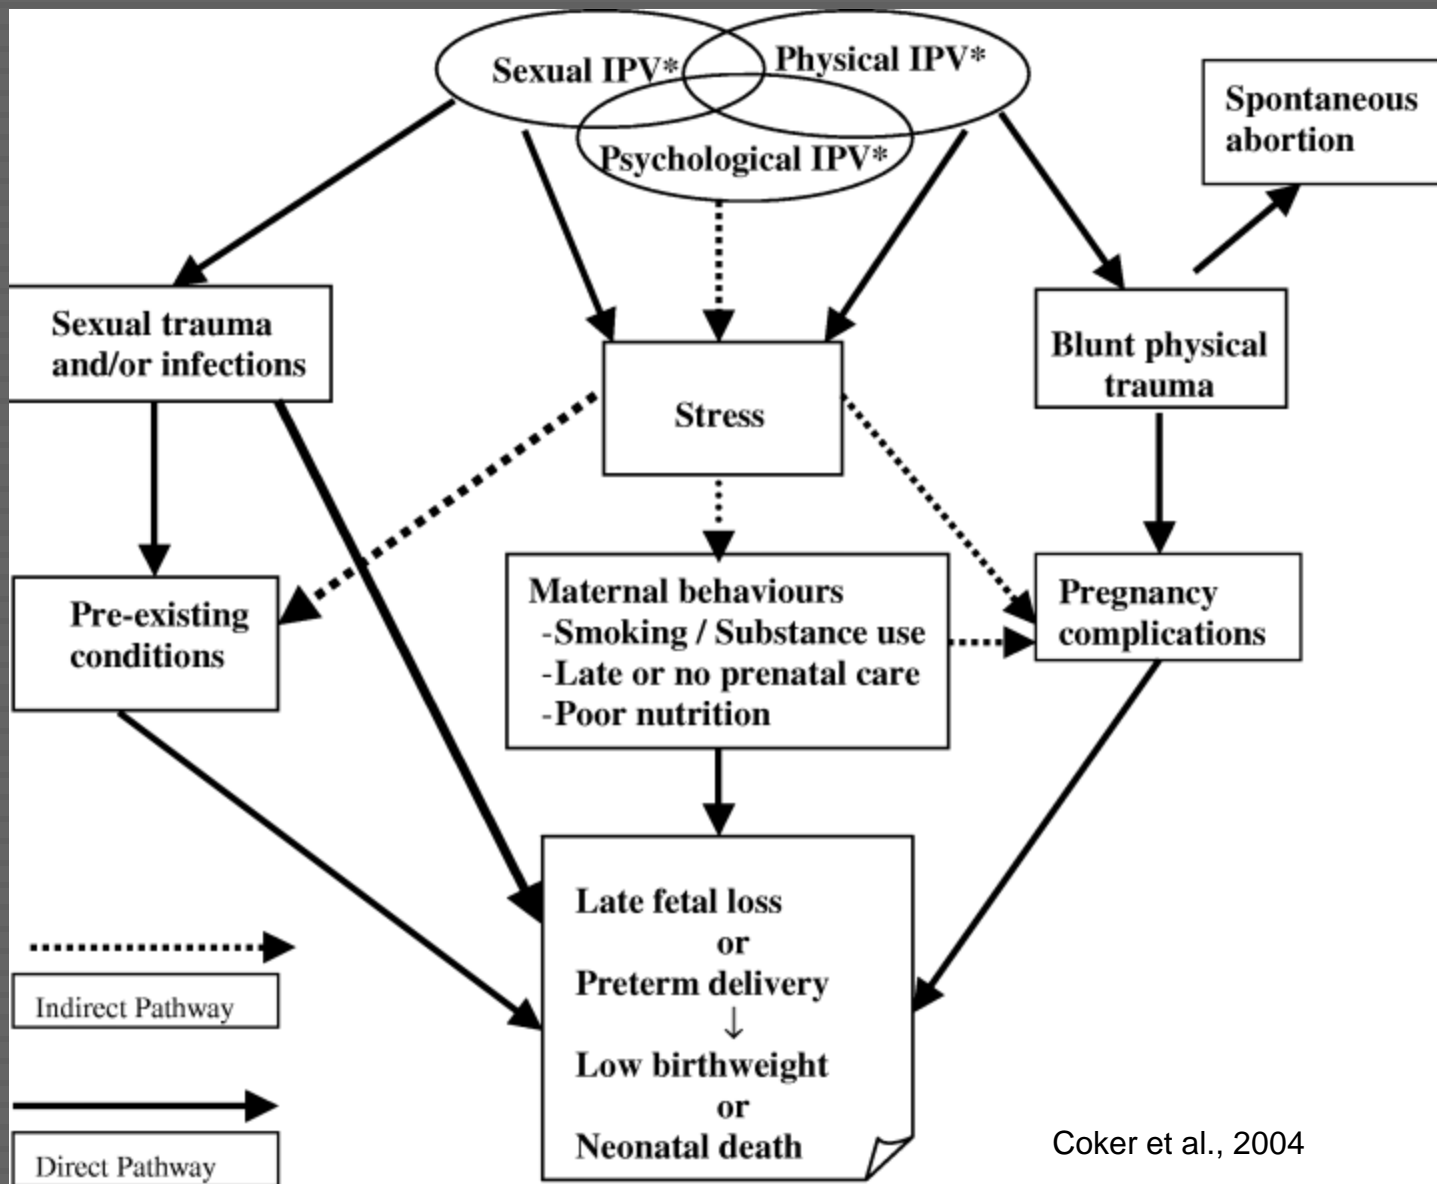 Sexual IPV*
Physical IPV*
Psychological IPV*
Spontaneous
abortion
Sexual trauma
and/or infections
Stress
Blunt physical
trauma
Pre-existing
conditions
Maternal behaviours
-Smoking / Substance use
-Late or no prenatal care
-Poor nutrition
Pregnancy
complications
Late fetal loss
or
Preterm delivery
↓
Low birthweight
or
Neonatal death
Indirect Pathway
Direct Pathway
Coker et al., 2004